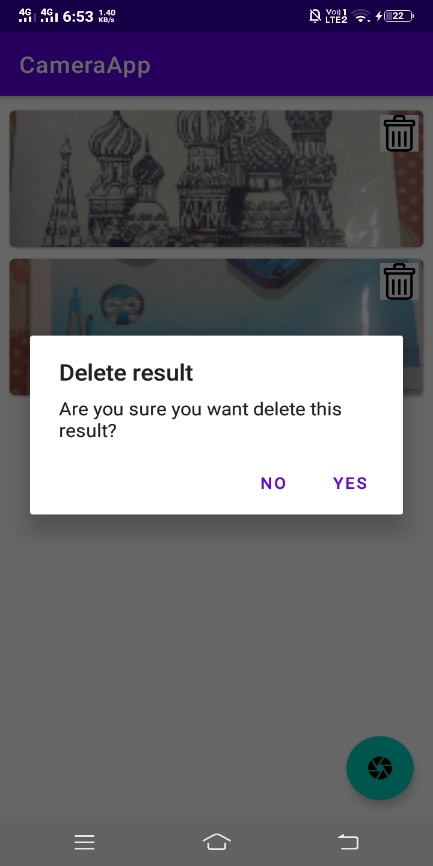 4G 4G 6:53 1.40 KB/s VoI) 1 LTE2 22
CameraApp
Delete result
Are you sure you want delete this
result?
NO YES